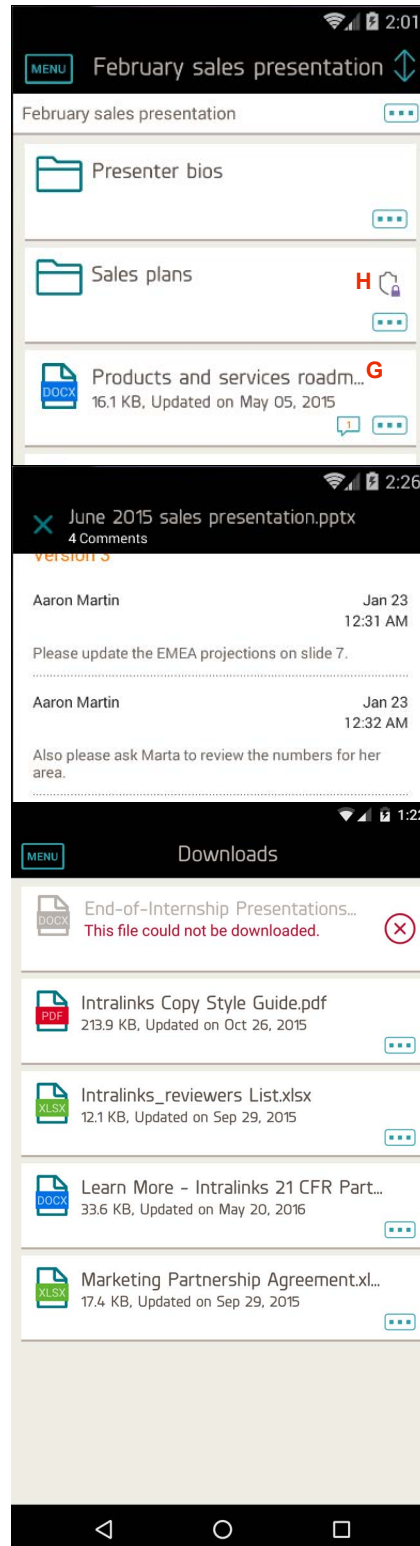 2:01
MENU February sales presentation
February sales presentation
Presenter bios
Sales plans
H
Products and services roadm... G
DOCX
16.1 KB, Updated on May 05, 2015
1
2:26
June 2015 sales presentation.pptx
4 Comments
Version 3
Aaron Martin Jan 23
12:31 AM
Please update the EMEA projections on slide 7.
Aaron Martin Jan 23
12:32 AM
Also please ask Marta to review the numbers for her
area.
MENU Downloads
End-of-Internship Presentations...
DOCX
This file could not be downloaded.
Intralinks Copy Style Guide.pdf
PDF
213.9 KB, Updated on Oct 26, 2015
Intralinks_reviewers List.xlsx
XLSX
12.1 KB, Updated on Sep 29, 2015
Learn More - Intralinks 21 CFR Part...
DOCX
33.6 KB, Updated on May 20, 2016
Marketing Partnership Agreement.xl...
XLSX
17.4 KB, Updated on Sep 29, 2015